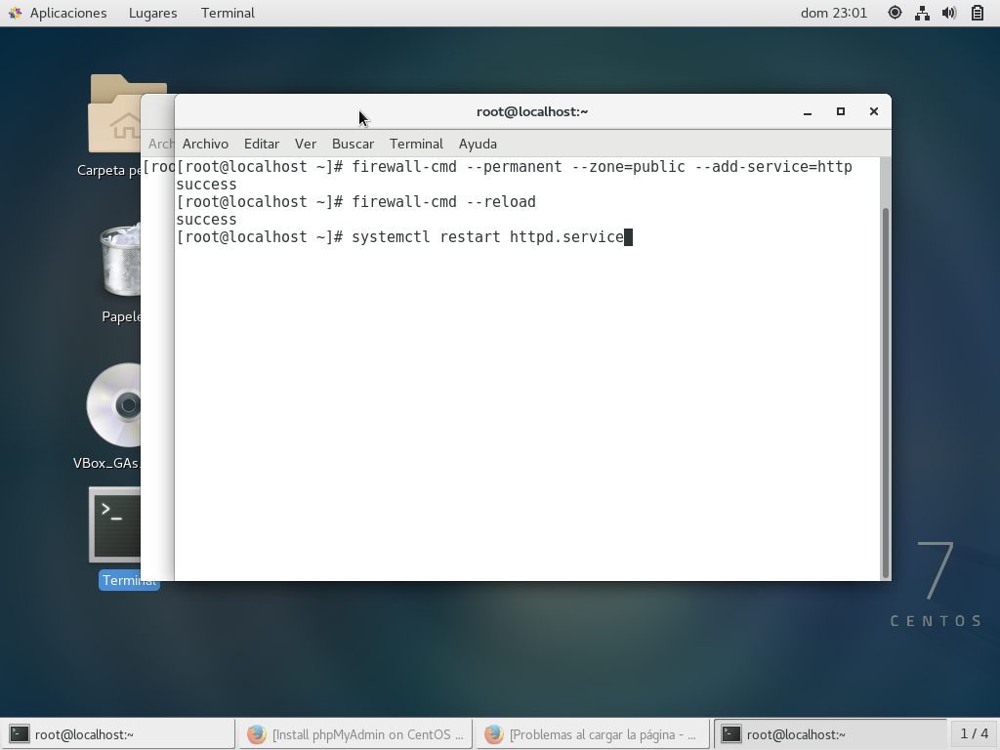 Aplicaciones Lugares Terminal dom 23:01
root@localhost:~
Arch
Archivo Editar Ver Buscar Terminal Ayuda
[roo
[root@localhost ~]# firewall-cmd --permanent --zone=public --add-service=http
success
[root@localhost ~]# firewall-cmd --reload
success
[root@localhost ~]# systemctl restart httpd.service
Carpeta pe
Papele
VBox_GAs
Terminal
7
CENTOS
root@localhost:~ [Install phpMyAdmin on CentOS ... [Problemas al cargar la página - ... root@localhost:~ 1 / 4